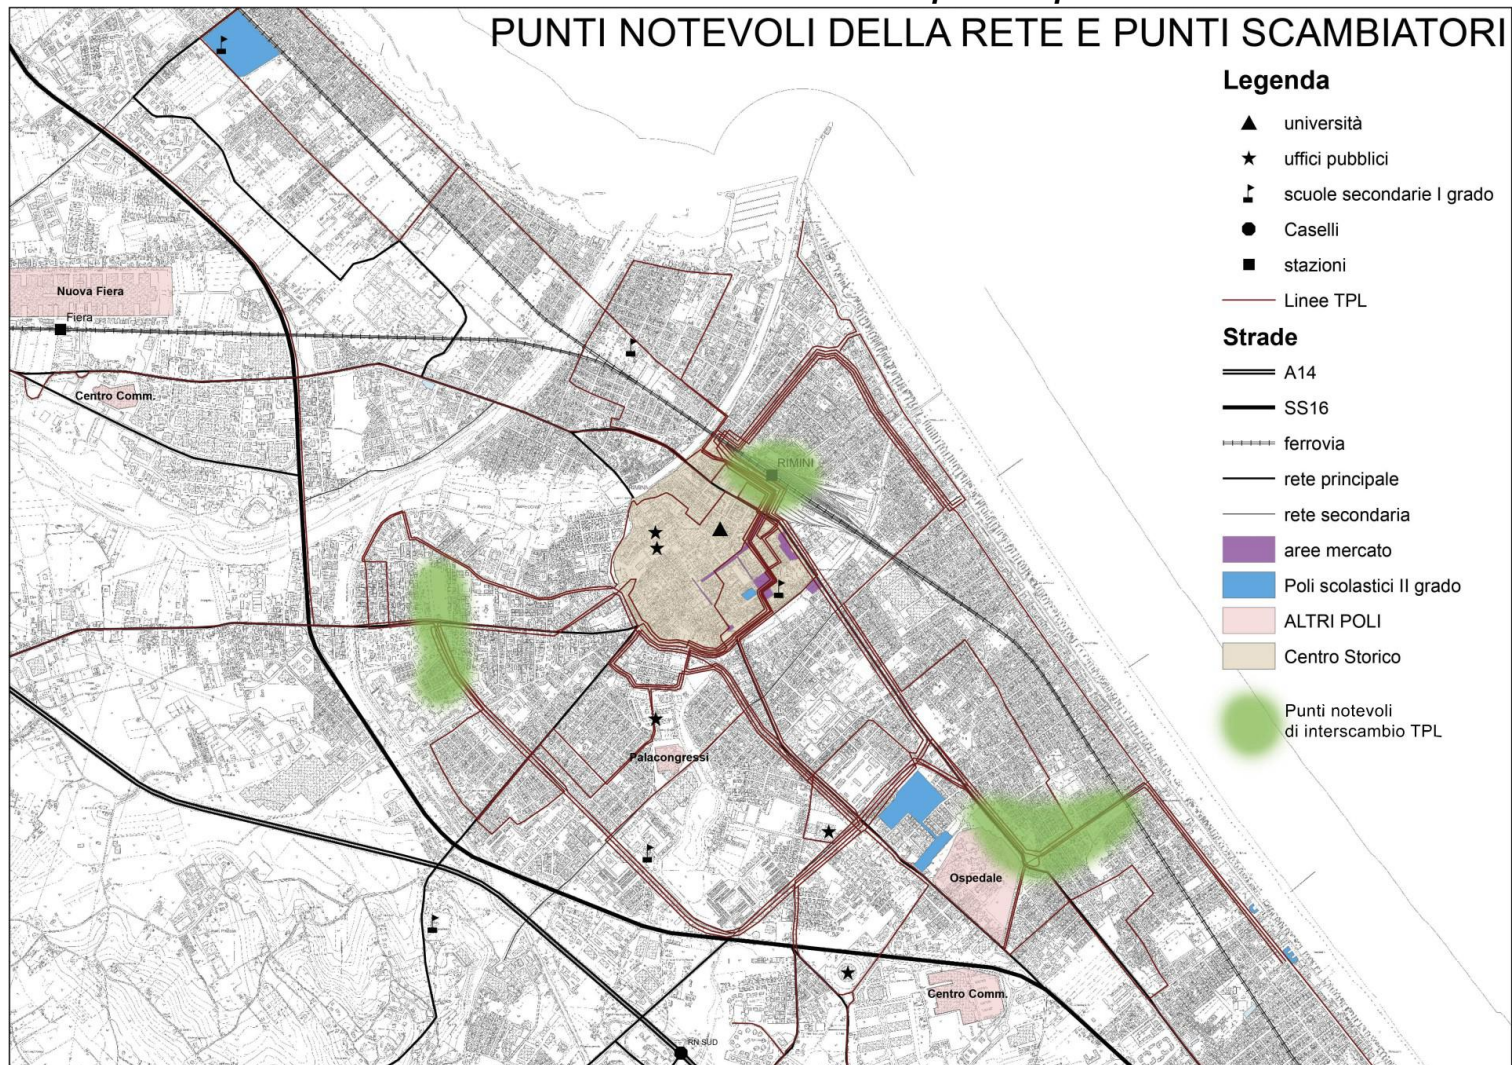 PUNTI NOTEVOLI DELLA RETE E PUNTI SCAMBIATORI
Legenda
università
uffici pubblici
scuole secondarie I grado
Caselli
stazioni
Linee TPL
Strade
A14
SS16
ferrovia
rete principale
rete secondaria
aree mercato
Poli scolastici II grado
ALTRI POLI
Centro Storico
Punti notevoli
di interscambio TPL
Nuova Fiera
Fiera
Centro Comm.
RIMINI
Palacongressi
Ospedale
Centro Comm.
RN SUD